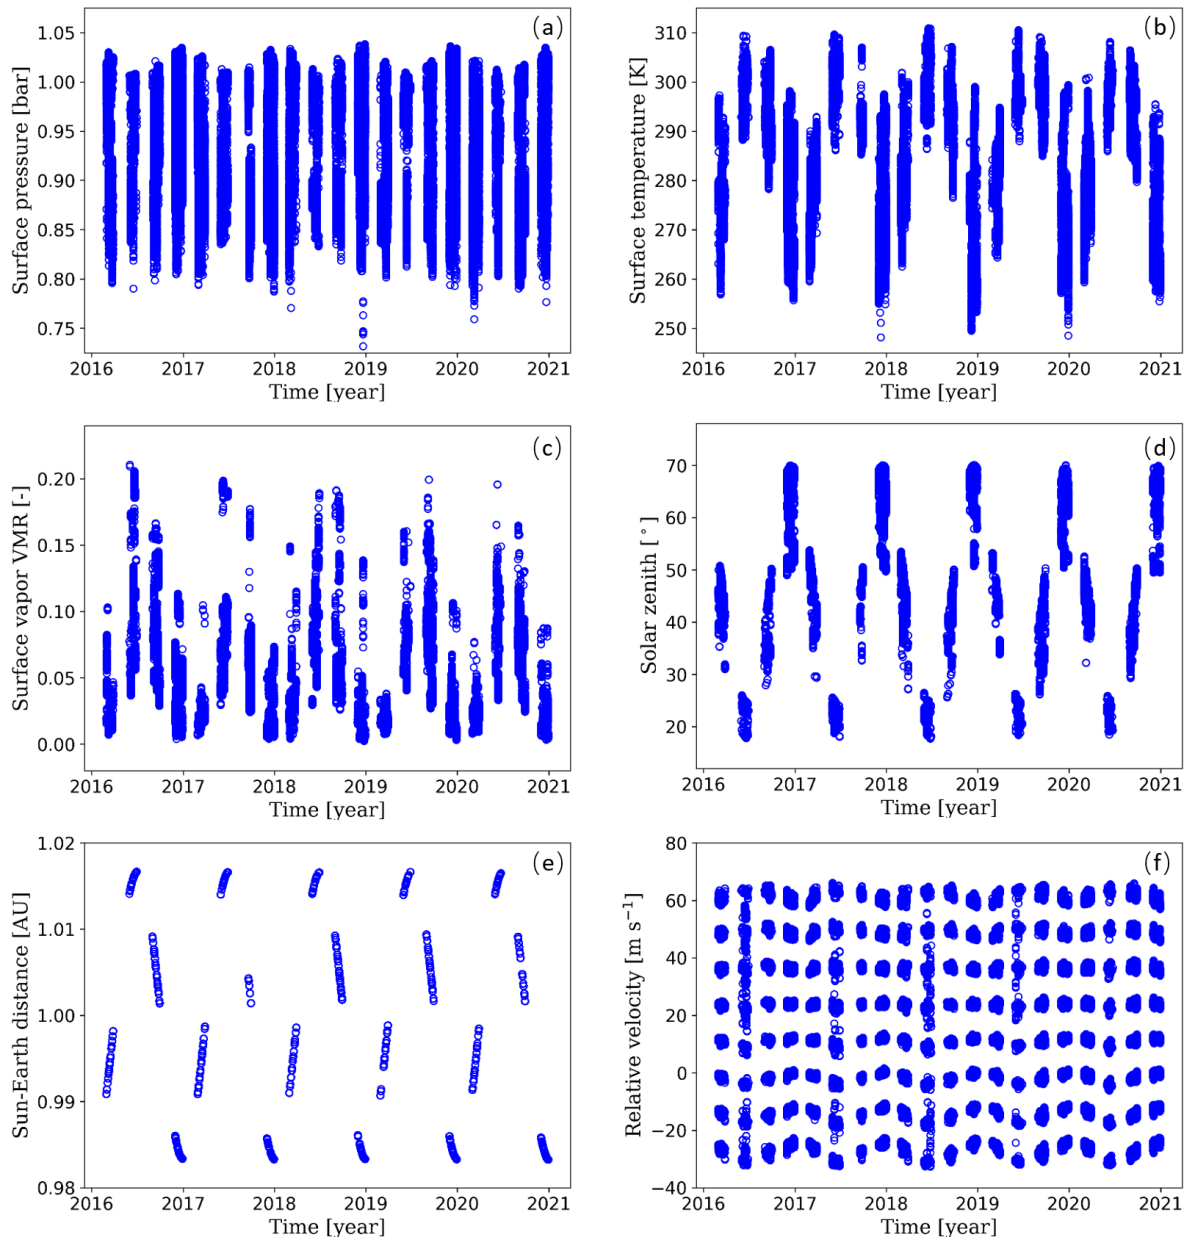 (a)
Surface pressure [bar]
1.05
1.00
0.95
0.90
0.85
0.80
0.75
2016 2017 2018 2019 2020 2021
Time [year]
(b)
Surface temperature [K]
310
300
290
280
270
260
250
2016 2017 2018 2019 2020 2021
Time [year]
(c)
Surface vapor VMR [-]
0.20
0.15
0.10
0.05
0.00
2016 2017 2018 2019 2020 2021
Time [year]
(d)
Solar zenith [°]
70
60
50
40
30
20
2016 2017 2018 2019 2020 2021
Time [year]
(e)
Sun-Earth distance [AU]
1.02
1.01
1.00
0.99
0.98
2016 2017 2018 2019 2020 2021
Time [year]
(f)
Relative velocity [m s⁻¹]
80
60
40
20
0
−20
−40
2016 2017 2018 2019 2020 2021
Time [year]